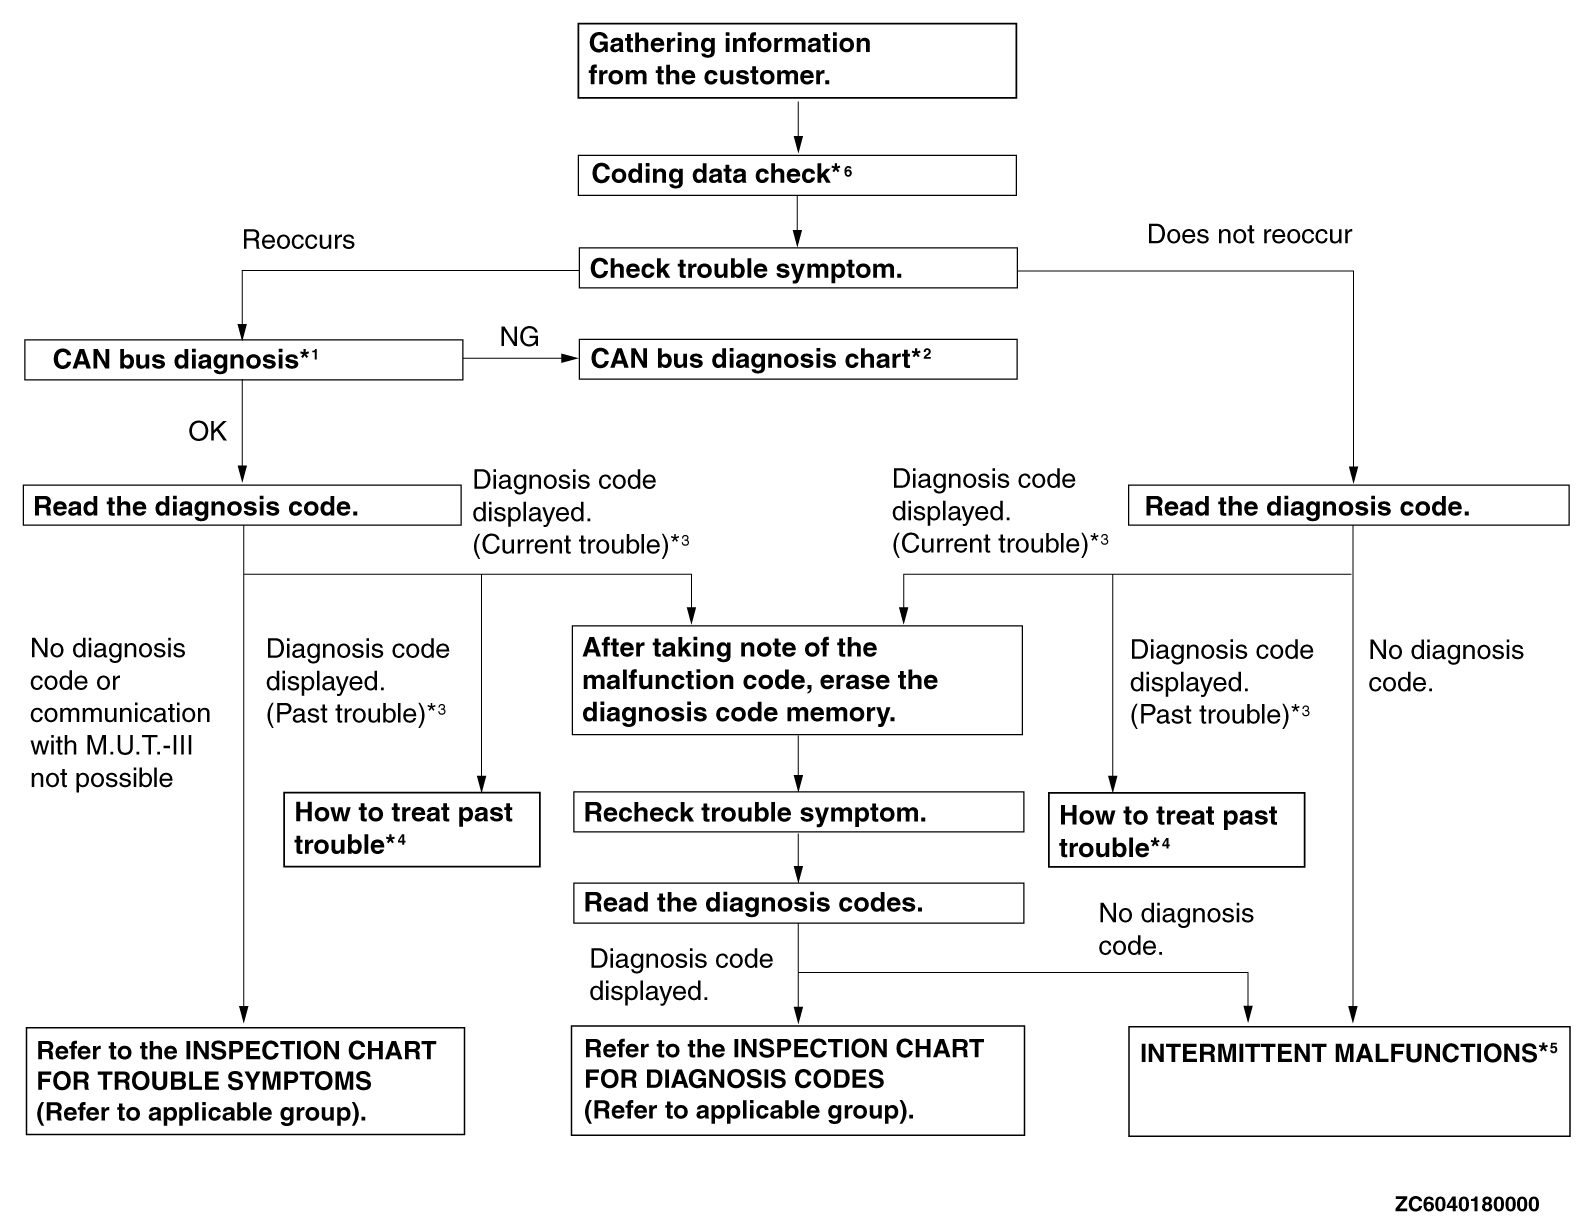 Gathering information
from the customer.
Coding data check*6
Reoccurs
Does not reoccur
Check trouble symptom.
CAN bus diagnosis*1
NG
CAN bus diagnosis chart*2
OK
Read the diagnosis code.
Diagnosis code
displayed.
(Current trouble)*3
Diagnosis code
displayed.
(Current trouble)*3
Read the diagnosis code.
No diagnosis
code or
communication
with M.U.T.-III
not possible
Diagnosis code
displayed.
(Past trouble)*3
After taking note of the
malfunction code, erase the
diagnosis code memory.
Diagnosis code
displayed.
(Past trouble)*3
No diagnosis
code.
How to treat past
trouble*4
Recheck trouble symptom.
How to treat past
trouble*4
Read the diagnosis codes.
No diagnosis
code.
Diagnosis code
displayed.
Refer to the INSPECTION CHART
FOR TROUBLE SYMPTOMS
(Refer to applicable group).
Refer to the INSPECTION CHART
FOR DIAGNOSIS CODES
(Refer to applicable group).
INTERMITTENT MALFUNCTIONS*5
ZC6040180000